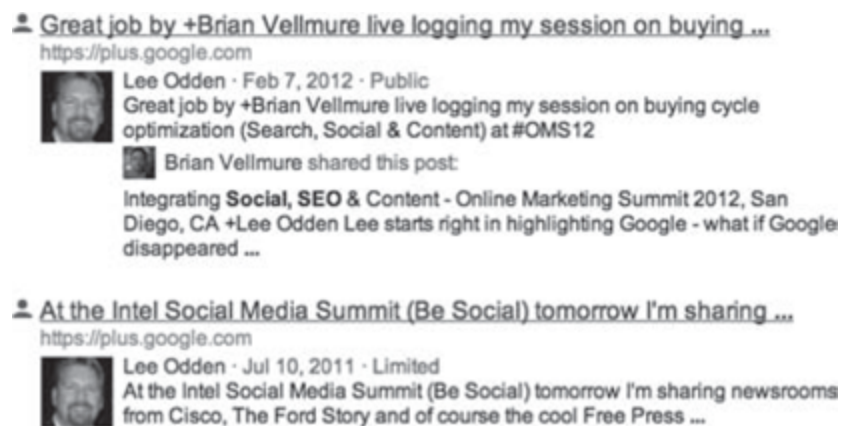 Great job by +Brian Vellmure live logging my session on buying ...
https://plus.google.com
Lee Odden · Feb 7, 2012 · Public
Great job by +Brian Vellmure live logging my session on buying cycle
optimization (Search, Social & Content) at #OMS12
Brian Vellmure shared this post:
Integrating Social, SEO & Content - Online Marketing Summit 2012, San
Diego, CA +Lee Odden Lee starts right in highlighting Google - what if Google
disappeared ...
At the Intel Social Media Summit (Be Social) tomorrow I'm sharing ...
https://plus.google.com
Lee Odden · Jul 10, 2011 · Limited
At the Intel Social Media Summit (Be Social) tomorrow I'm sharing newsrooms
from Cisco, The Ford Story and of course the cool Free Press ...